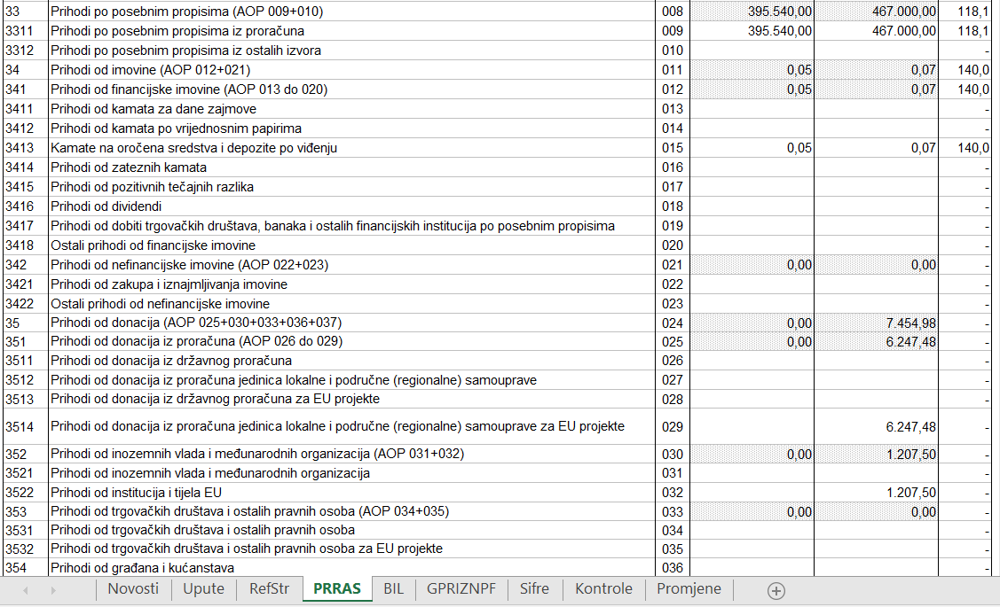 33 Prihodi po posebnim propisima (AOP 009+010) 008 395.540,00 467.000,00 118,1
3311 Prihodi po posebnim propisima iz proračuna 009 395.540,00 467.000,00 118,1
3312 Prihodi po posebnim propisima iz ostalih izvora 010 -
34 Prihodi od imovine (AOP 012+021) 011 0,05 0,07 140,0
341 Prihodi od financijske imovine (AOP 013 do 020) 012 0,05 0,07 140,0
3411 Prihodi od kamata za dane zajmove 013 -
3412 Prihodi od kamata po vrijednosnim papirima 014 -
3413 Kamate na oročena sredstva i depozite po viđenju 015 0,05 0,07 140,0
3414 Prihodi od zateznih kamata 016 -
3415 Prihodi od pozitivnih tečajnih razlika 017 -
3416 Prihodi od dividendi 018 -
3417 Prihodi od dobiti trgovačkih društava, banaka i ostalih financijskih institucija po posebnim propisima 019 -
3418 Ostali prihodi od financijske imovine 020 -
342 Prihodi od nefinancijske imovine (AOP 022+023) 021 0,00 0,00 -
3421 Prihodi od zakupa i iznajmljivanja imovine 022 -
3422 Ostali prihodi od nefinancijske imovine 023 -
35 Prihodi od donacija (AOP 025+030+033+036+037) 024 0,00 7.454,98 -
351 Prihodi od donacija iz proračuna (AOP 026 do 029) 025 0,00 6.247,48 -
3511 Prihodi od donacija iz državnog proračuna 026 -
3512 Prihodi od donacija iz proračuna jedinica lokalne i područne (regionalne) samouprave 027 -
3513 Prihodi od donacija iz državnog proračuna za EU projekte 028 -
3514 Prihodi od donacija iz proračuna jedinica lokalne i područne (regionalne) samouprave za EU projekte 029 6.247,48 -
352 Prihodi od inozemnih vlada i međunarodnih organizacija (AOP 031+032) 030 0,00 1.207,50 -
3521 Prihodi od inozemnih vlada i međunarodnih organizacija 031 -
3522 Prihodi od institucija i tijela EU 032 1.207,50 -
353 Prihodi od trgovačkih društava i ostalih pravnih osoba (AOP 034+035) 033 0,00 0,00 -
3531 Prihodi od trgovačkih društava i ostalih pravnih osoba 034 -
3532 Prihodi od trgovačkih društava i ostalih pravnih osoba za EU projekte 035 -
354 Prihodi od građana i kućanstava 036 -
Novosti Upute RefStr PRRAS BIL GPRIZNPF Sifre Kontrole Promjene